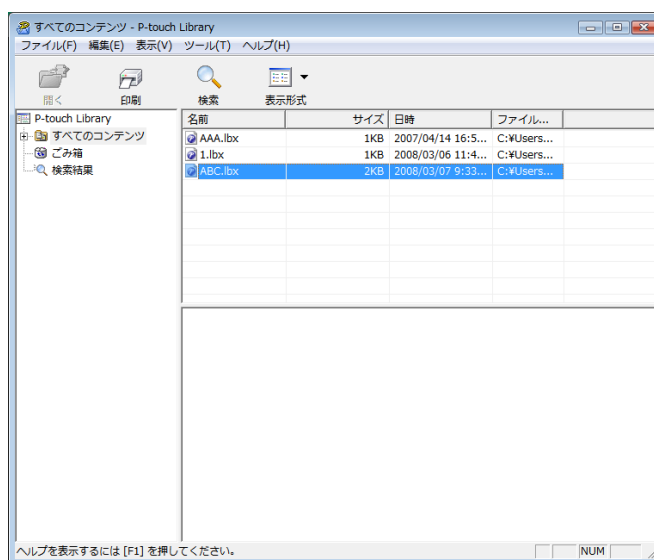 すべてのコンテンツ - P-touch Library
ファイル(F) 編集(E) 表示(V) ツール(T) ヘルプ(H)
開く 印刷 検索 表示形式
P-touch Library
すべてのコンテンツ
ごみ箱
検索結果
名前 サイズ 日時 ファイル...
AAA.lbx 1KB 2007/04/14 16:5... C:¥Users...
1.lbx 1KB 2008/03/06 11:4... C:¥Users...
ABC.lbx 2KB 2008/03/07 9:33... C:¥Users...
ヘルプを表示するには [F1] を押してください。 NUM